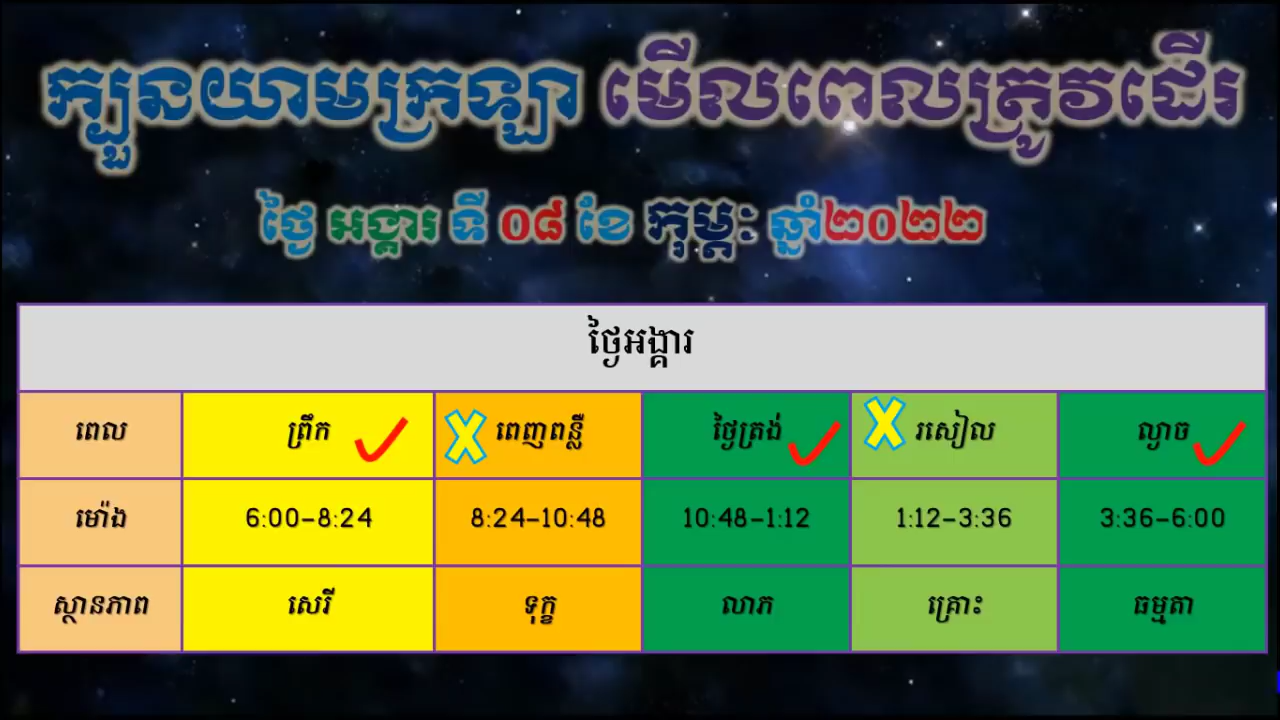 ក្បួនយាមក្រឡា មើលពេលត្រូវដើរ
ថ្ងៃ អង្គារ ទី ០៨ ខែ កុម្ភៈ ឆ្នាំ២០២២
ថ្ងៃអង្គារ
ពេល ព្រឹក ពេញពន្លឺ ថ្ងៃត្រង់ រសៀល ល្ងាច
ម៉ោង 6:00-8:24 8:24-10:48 10:48-1:12 1:12-3:36 3:36-6:00
ស្ថានភាព សេរី ទុក្ខ លាភ គ្រោះ ធម្មតា